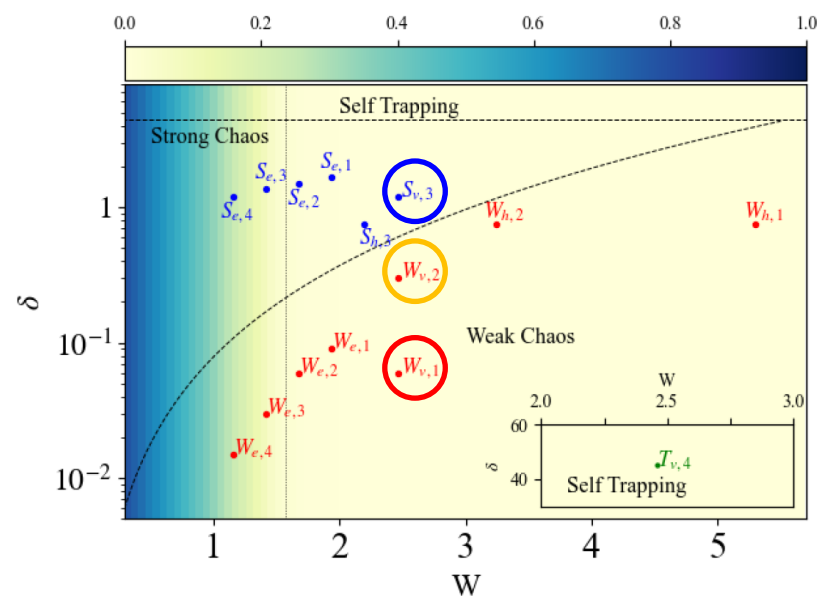 0.0 0.2 0.4 0.6 0.8 1.0
Self Trapping
Strong Chaos
S_{e,1}
S_{e,3}
S_{e,2}
S_{v,3}
S_{e,4}
1
W_{h,2}
W_{h,1}
S_{h,3}
W_{v,2}
δ
10^{-1}
W_{e,1}
Weak Chaos
W_{e,2}
W_{v,1}
W
2.0 2.5 3.0
W_{e,3}
60
W_{e,4}
δ
T_{v,4}
10^{-2}
40
Self Trapping
1 2 3 4 5
W